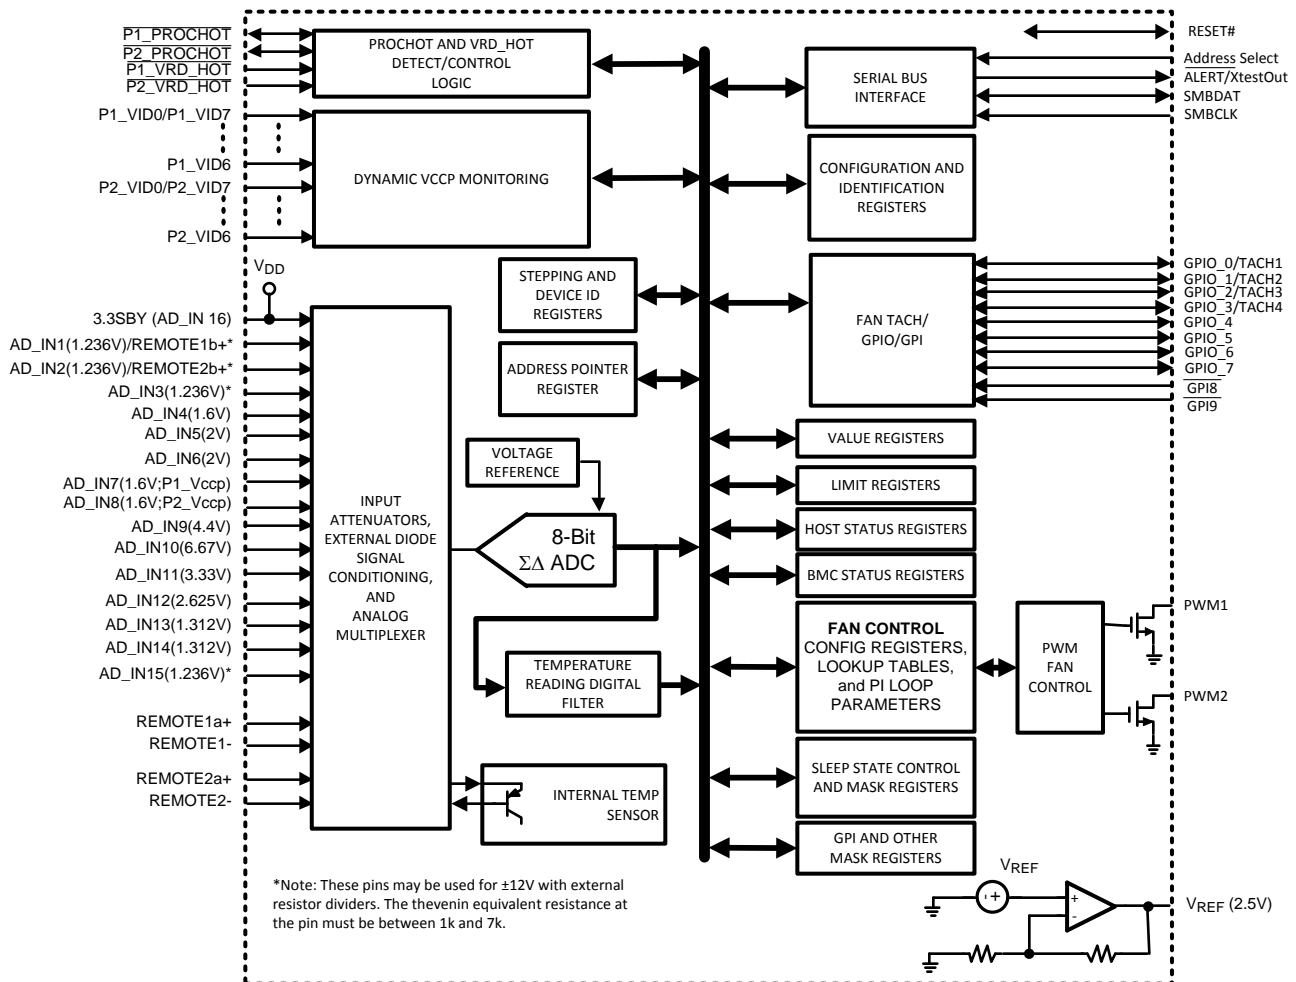 P1_PROCHOT
P2_PROCHOT
P1_VRD_HOT
P2_VRD_HOT
P1_VID0/P1_VID7
P1_VID6
P2_VID0/P2_VID7
P2_VID6
VDD
3.3SBY (AD_IN 16)
AD_IN1(1.236V)/REMOTE1b+*
AD_IN2(1.236V)/REMOTE2b+*
AD_IN3(1.236V)*
AD_IN4(1.6V)
AD_IN5(2V)
AD_IN6(2V)
AD_IN7(1.6V;P1_Vccp)
AD_IN8(1.6V;P2_Vccp)
AD_IN9(4.4V)
AD_IN10(6.67V)
AD_IN11(3.33V)
AD_IN12(2.625V)
AD_IN13(1.312V)
AD_IN14(1.312V)
AD_IN15(1.236V)*
REMOTE1a+
REMOTE1-
REMOTE2a+
REMOTE2-
PROCHOT AND VRD_HOT
DETECT/CONTROL
LOGIC
DYNAMIC VCCP MONITORING
STEPPING AND
DEVICE ID
REGISTERS
ADDRESS POINTER
REGISTER
VOLTAGE
REFERENCE
INPUT
ATTENUATORS,
EXTERNAL DIODE
SIGNAL
CONDITIONING,
AND
ANALOG
MULTIPLEXER
8-Bit
ΣΔ ADC
TEMPERATURE
READING DIGITAL
FILTER
INTERNAL TEMP
SENSOR
*Note: These pins may be used for ±12V with external
resistor dividers. The thevenin equivalent resistance at
the pin must be between 1k and 7k.
SERIAL BUS
INTERFACE
CONFIGURATION AND
IDENTIFICATION
REGISTERS
FAN TACH/
GPIO/GPI
VALUE REGISTERS
LIMIT REGISTERS
HOST STATUS REGISTERS
BMC STATUS REGISTERS
FAN CONTROL
CONFIG REGISTERS,
LOOKUP TABLES,
and PI LOOP
PARAMETERS
PWM
FAN
CONTROL
SLEEP STATE CONTROL
AND MASK REGISTERS
GPI AND OTHER
MASK REGISTERS
VREF
-
+
+
-
RESET#
Address Select
ALERT/XtestOut
SMBDAT
SMBCLK
GPIO_0/TACH1
GPIO_1/TACH2
GPIO_2/TACH3
GPIO_3/TACH4
GPIO_4
GPIO_5
GPIO_6
GPIO_7
GPI8
GPI9
PWM1
PWM2
VREF (2.5V)